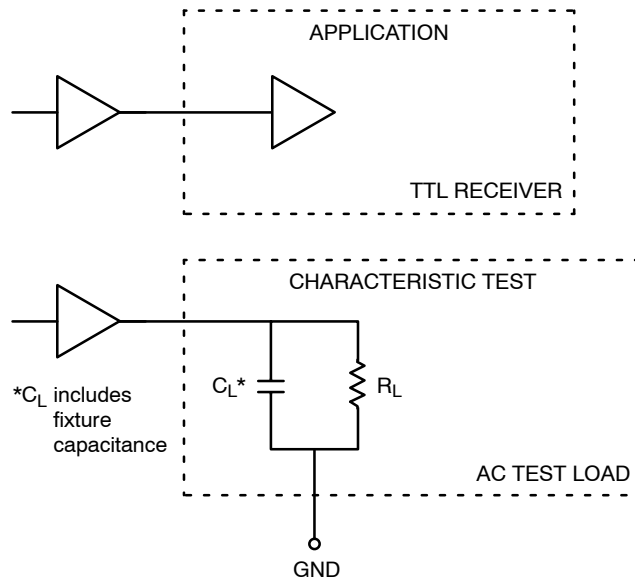 APPLICATION
TTL RECEIVER
CHARACTERISTIC TEST
*CL includes
fixture
capacitance
CL*
RL
AC TEST LOAD
GND